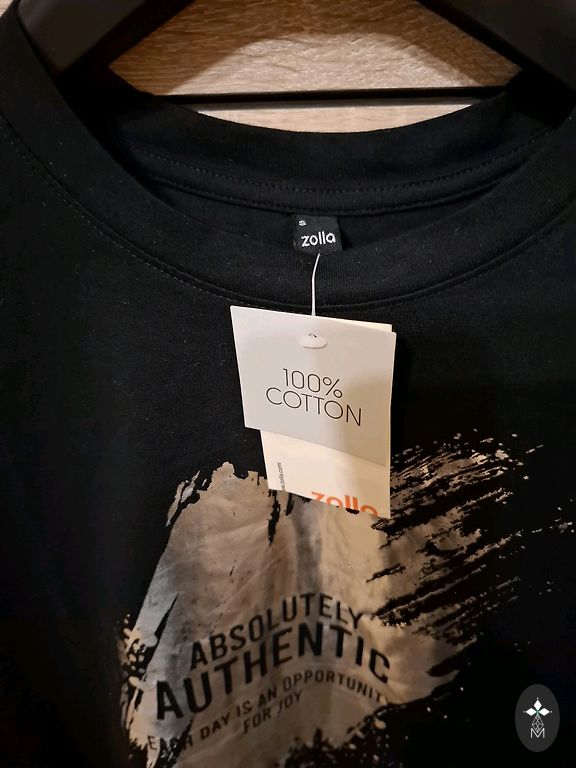 S
zolla
100%
COTTON
zolla
ABSOLUTELY
AUTHENTIC
EACH DAY IS AN OPPORTUNITY
FOR JOY
M